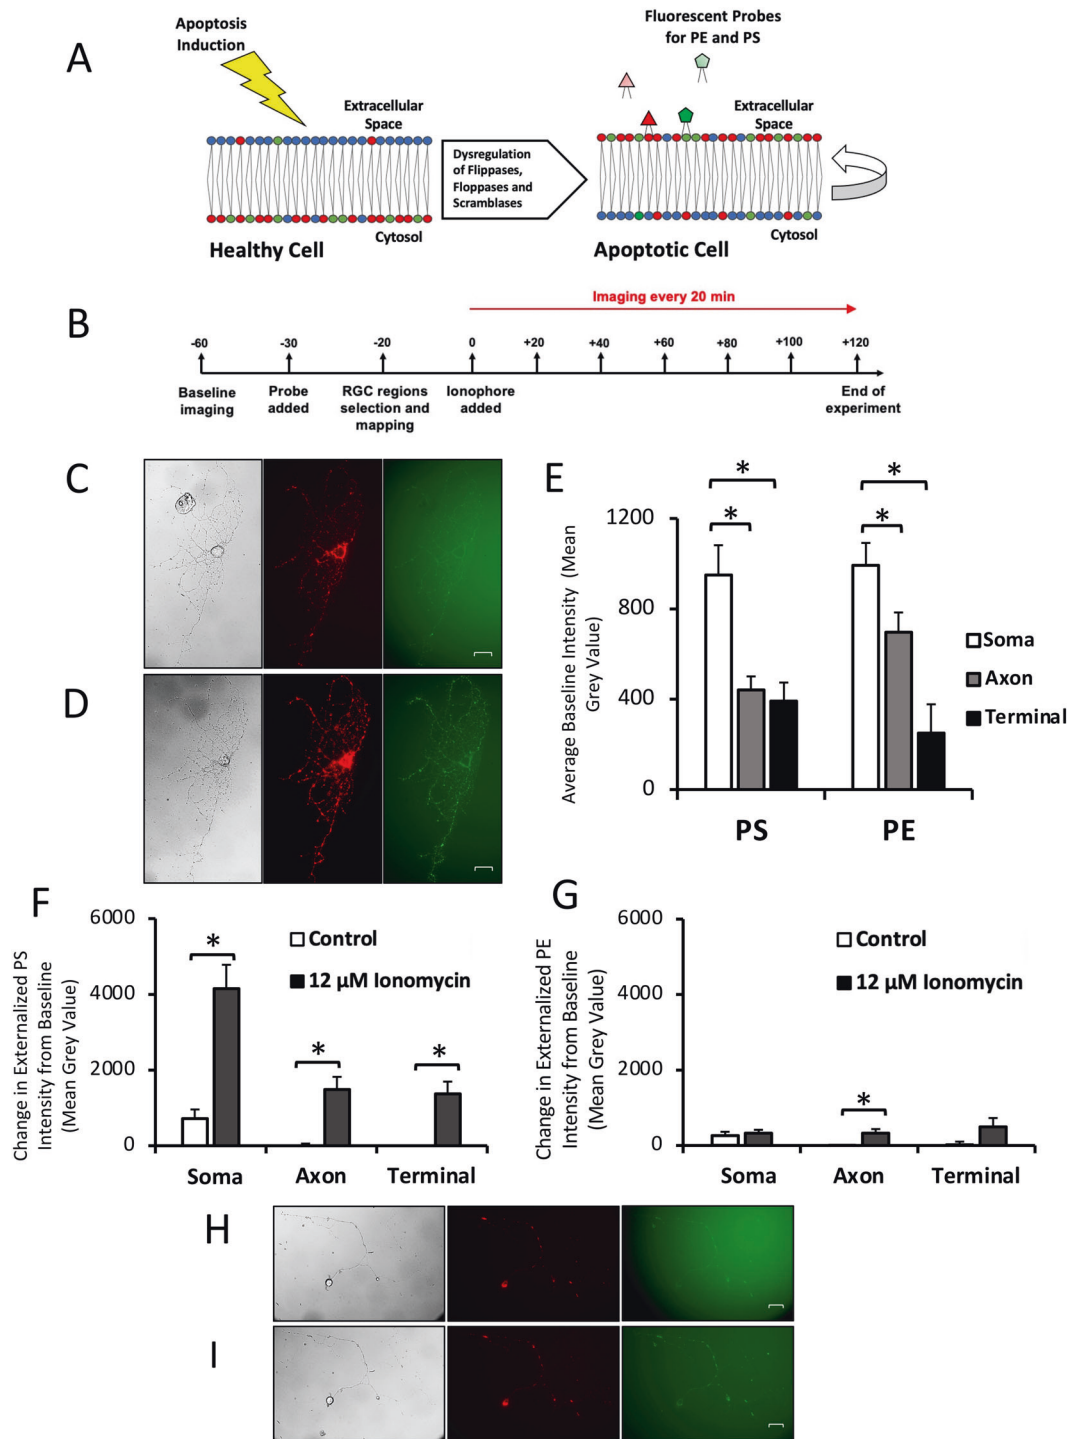 A
Apoptosis
Induction
Extracellular
Space
Cytosol
Healthy Cell
Dysregulation
of Flippases,
Floppases and
Scramblases
Fluorescent Probes
for PE and PS
Extracellular
Space
Cytosol
Apoptotic Cell
B
Imaging every 20 min
-60
-30
-20
0
+20
+40
+60
+80
+100
+120
Baseline
imaging
Probe
added
RGC regions
selection and
mapping
Ionophore
added
End of
experiment
C
D
E
Average Baseline Intensity (Mean
Grey Value)
1200
800
400
0
*
*
*
*
PS
PE
Soma
Axon
Terminal
F
Change in Externalized PS
Intensity from Baseline
(Mean Grey Value)
6000
4000
2000
0
*
*
*
Control
12 µM Ionomycin
Soma
Axon
Terminal
G
Change in Externalized PE
Intensity from Baseline
(Mean Grey Value)
6000
4000
2000
0
*
Control
12 µM Ionomycin
Soma
Axon
Terminal
H
I